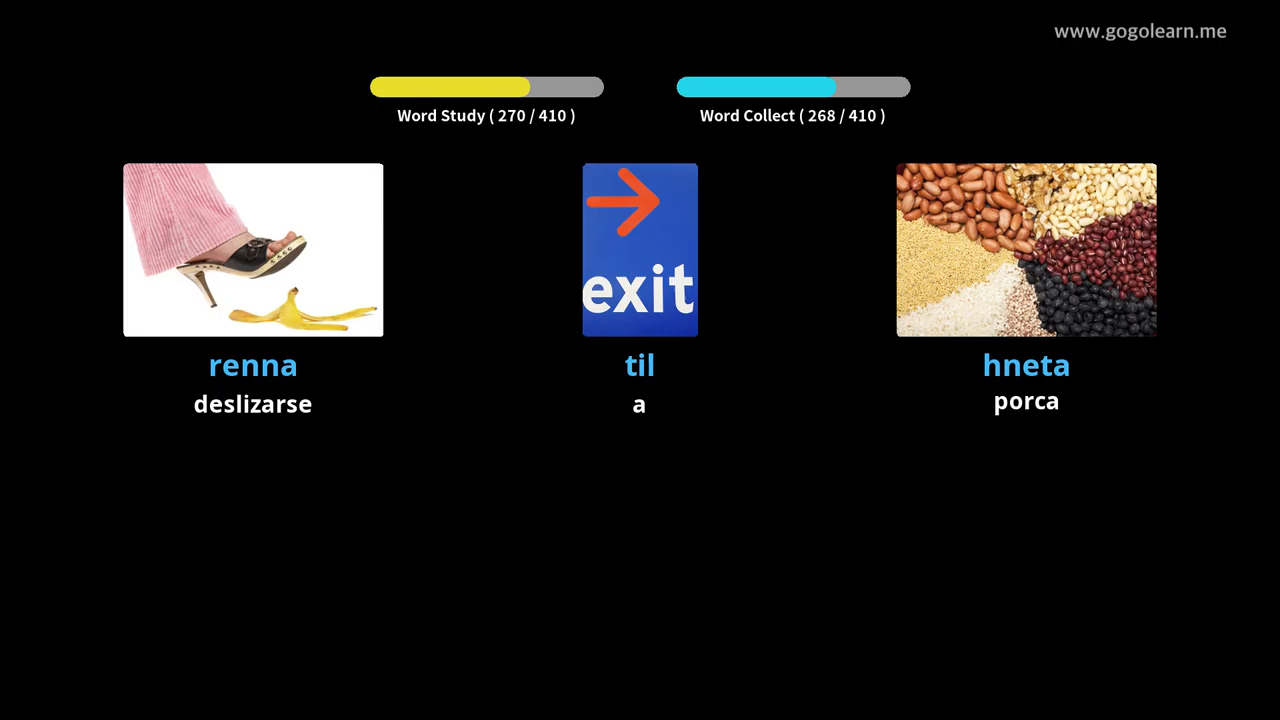 www.gogolearn.me
Word Study ( 270 / 410 )
Word Collect ( 268 / 410 )
exit
renna
til
hneta
deslizarse
a
porca